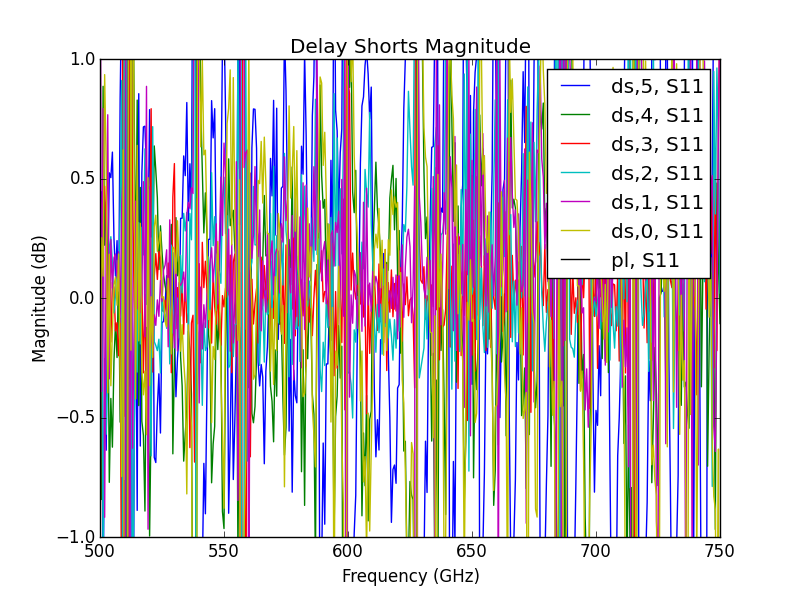 Delay Shorts Magnitude
1.0
0.5
0.0
−0.5
−1.0
Magnitude (dB)
ds,5, S11
ds,4, S11
ds,3, S11
ds,2, S11
ds,1, S11
ds,0, S11
pl, S11
500
550
600
650
700
750
Frequency (GHz)